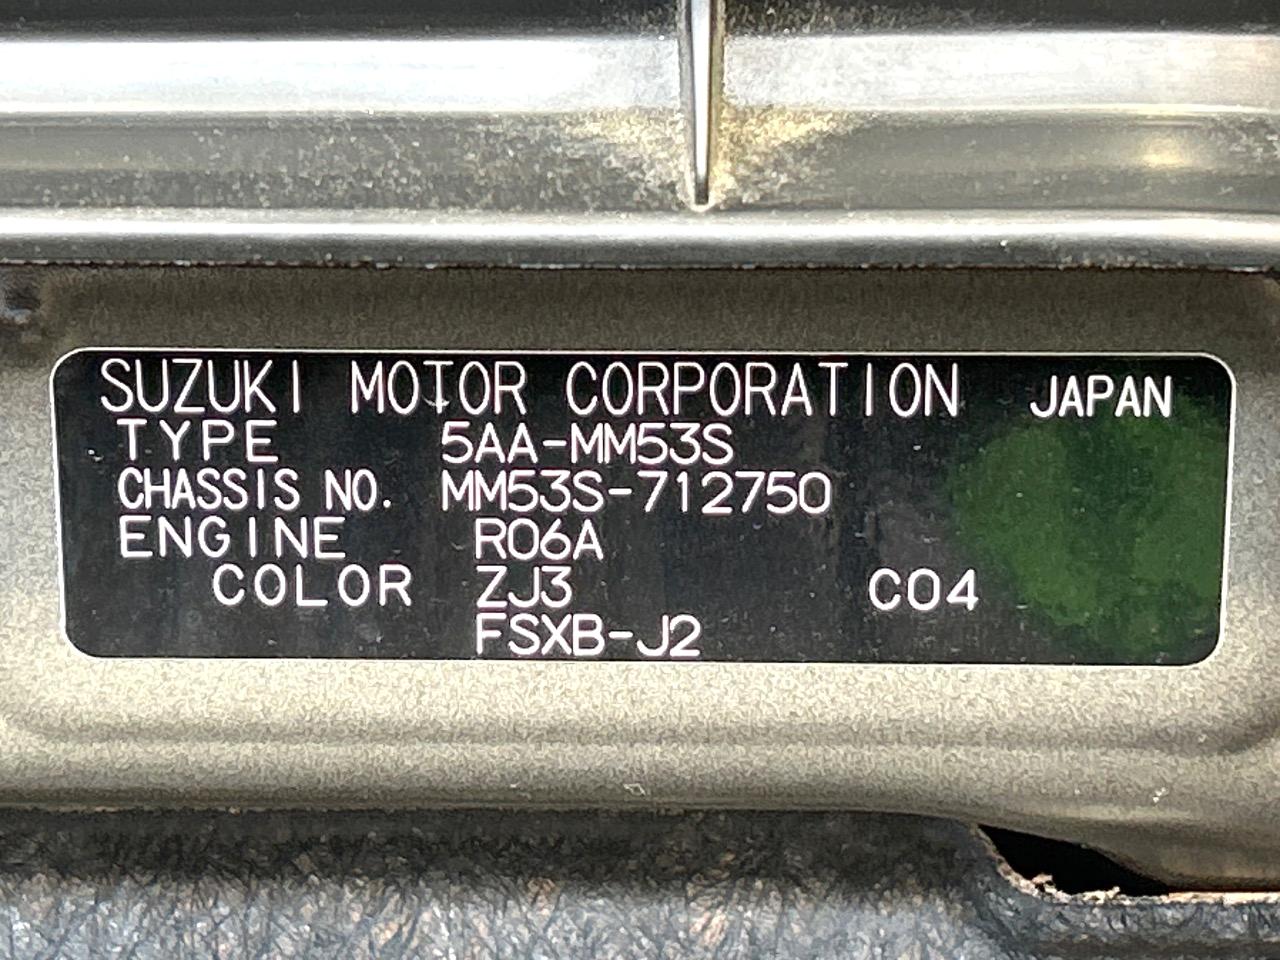 SUZUKI MOTOR CORPORATION JAPAN
TYPE 5AA-MM53S
CHASSIS NO. MM53S-712750
ENGINE R06A
COLOR ZJ3 C04
FSXB-J2